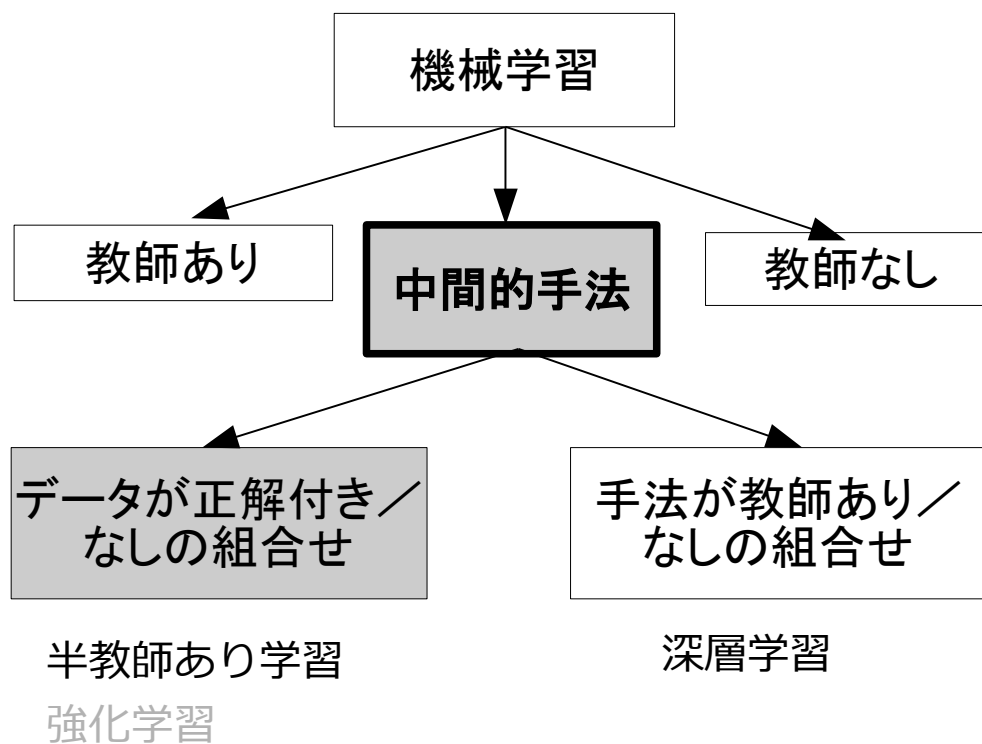 機械学習
教師あり
中間的手法
教師なし
データが正解付き／
なしの組合せ
手法が教師あり／
なしの組合せ
半教師あり学習
強化学習
深層学習